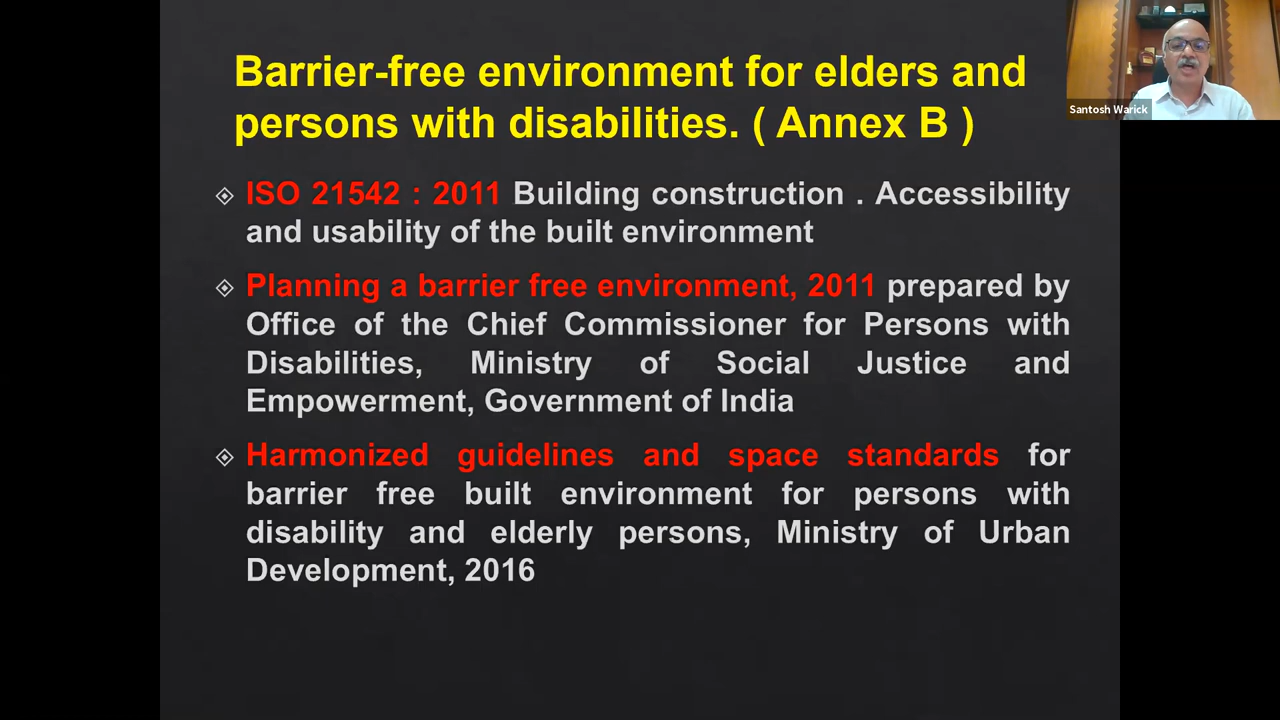 Barrier-free environment for elders and
persons with disabilities. ( Annex B )
Santosh Warick
ISO 21542 : 2011 Building construction . Accessibility
and usability of the built environment
Planning a barrier free environment, 2011 prepared by
Office of the Chief Commissioner for Persons with
Disabilities, Ministry of Social Justice and
Empowerment, Government of India
Harmonized guidelines and space standards for
barrier free built environment for persons with
disability and elderly persons, Ministry of Urban
Development, 2016